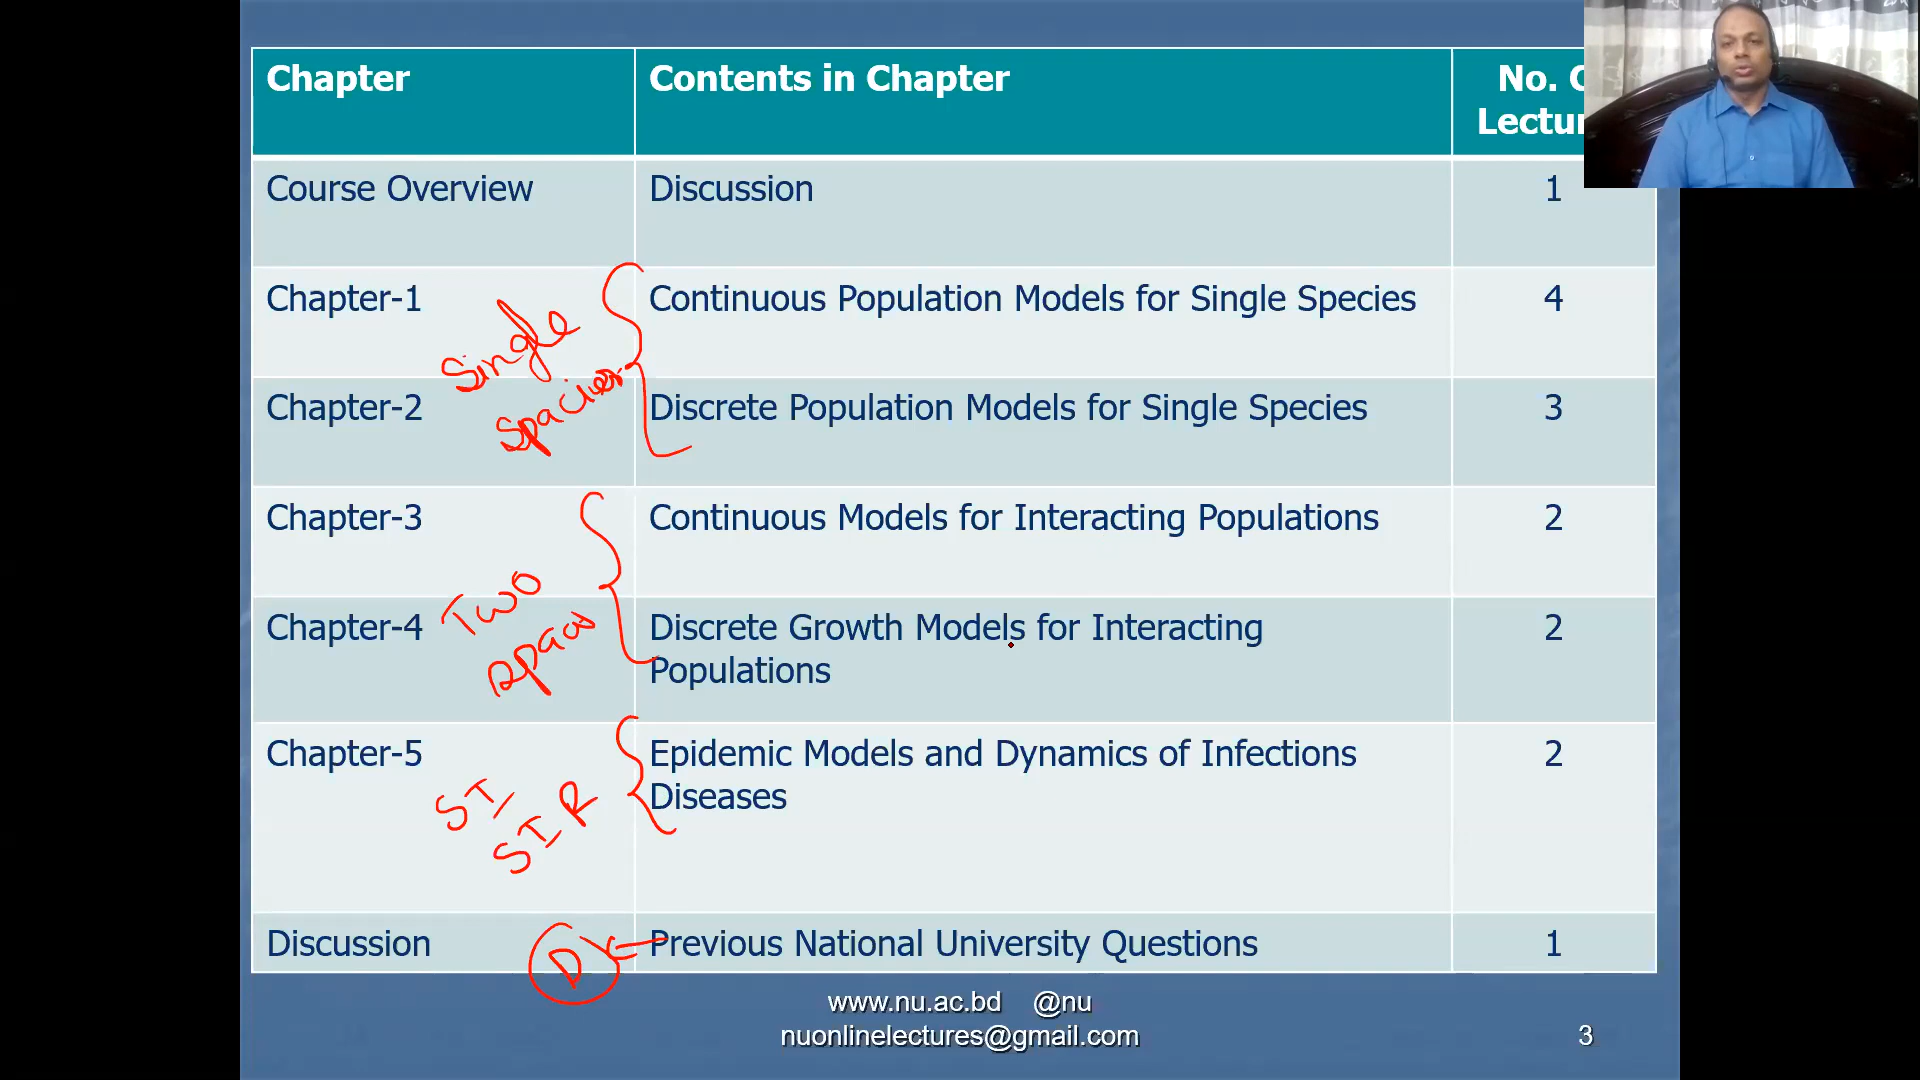 Chapter
Contents in Chapter
No.
Lectur
Course Overview
Discussion
1
Chapter-1
Continuous Population Models for Single Species
4
Single
Spacies
Chapter-2
Discrete Population Models for Single Species
3
Chapter-3
Continuous Models for Interacting Populations
2
Two
Chapter-4
Discrete Growth Models for Interacting
Populations
2
Chapter-5
Epidemic Models and Dynamics of Infections
Diseases
2
SI/
SIR
Discussion
D
Previous National University Questions
1
www.nu.ac.bd @nu
nuonlinelectures@gmail.com
3